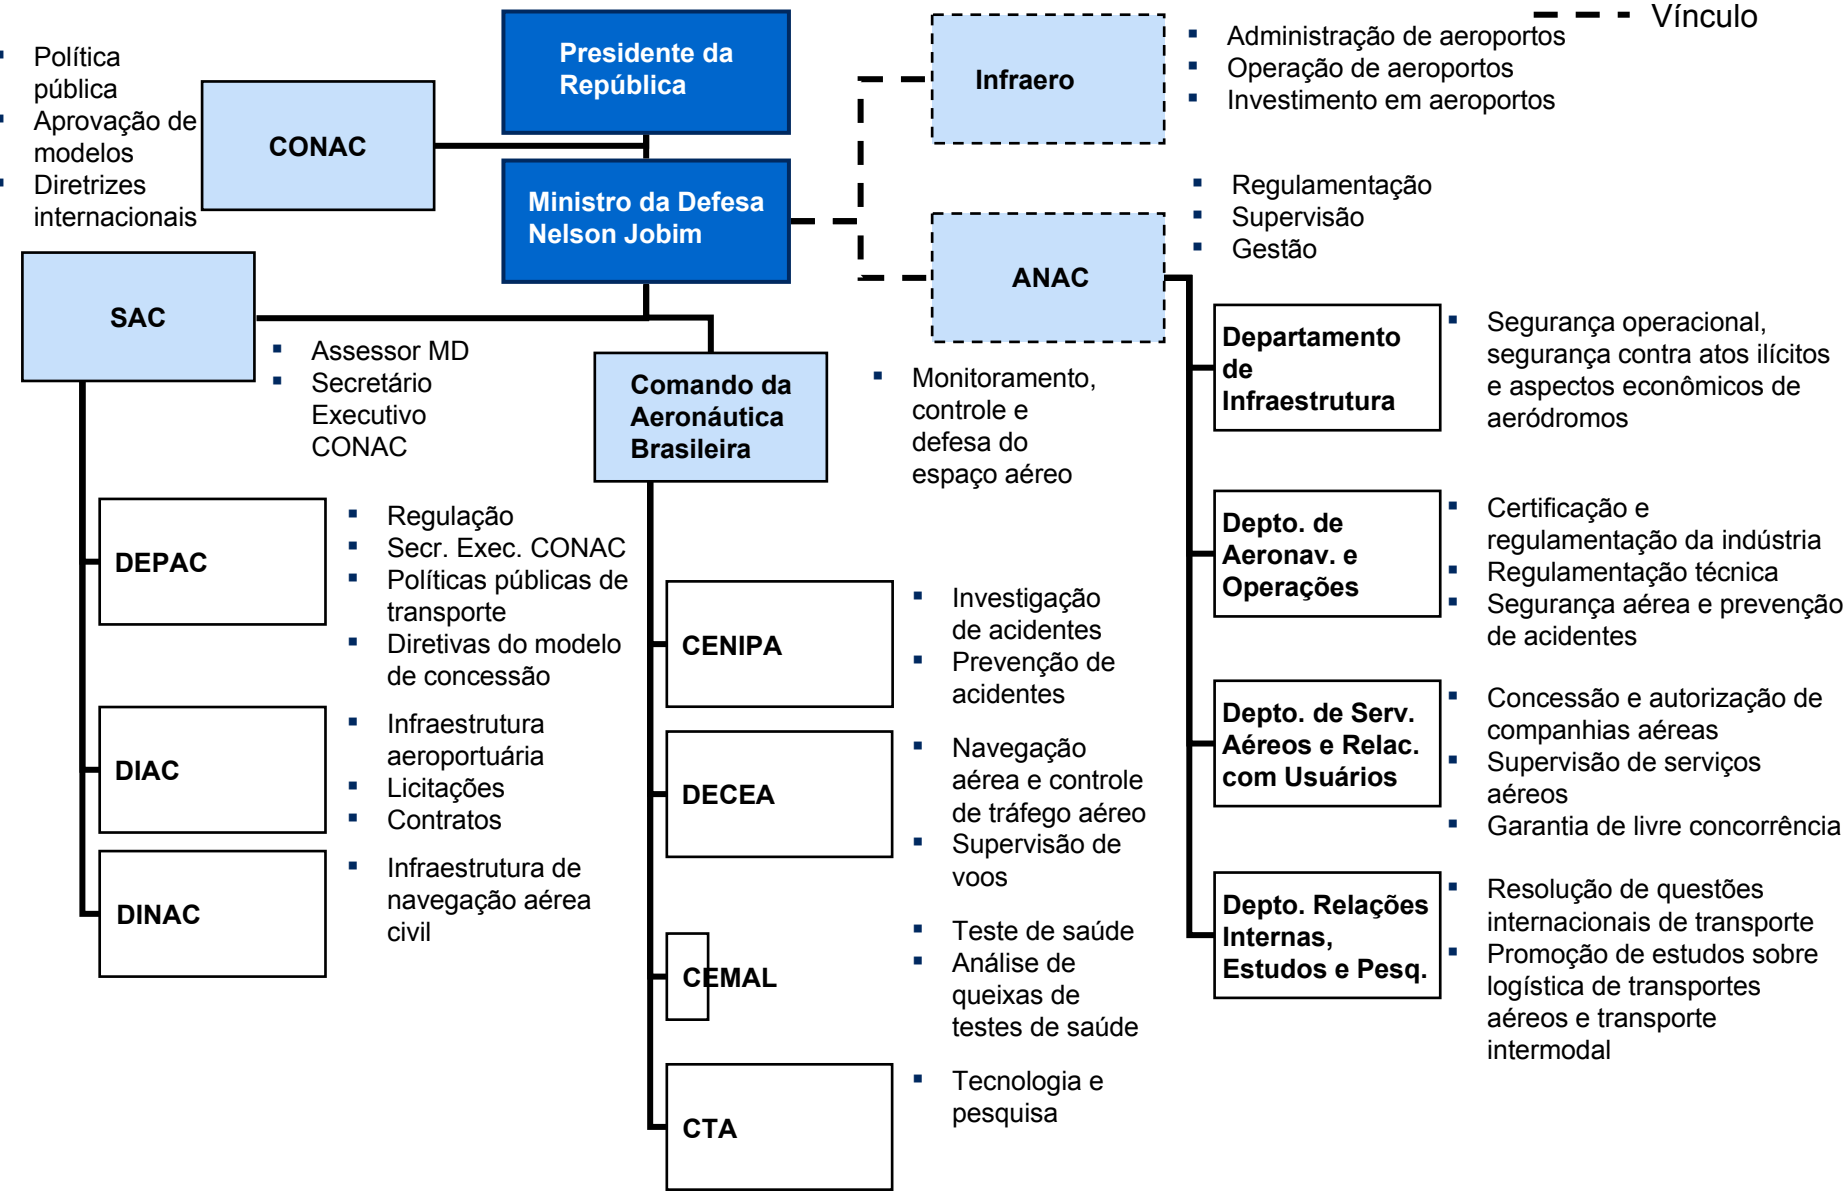 Vínculo
Presidente da
República
Infraero
Administração de aeroportos
Operação de aeroportos
Investimento em aeroportos
Política
pública
Aprovação de
modelos
Diretrizes
internacionais
CONAC
Ministro da Defesa
Nelson Jobim
ANAC
Regulamentação
Supervisão
Gestão
SAC
Assessor MD
Secretário
Executivo
CONAC
Comando da
Aeronáutica
Brasileira
Monitoramento,
controle e
defesa do
espaço aéreo
Departamento
de
Infraestrutura
Segurança operacional,
segurança contra atos ilícitos
e aspectos econômicos de
aeródromos
DEPAC
Regulação
Secr. Exec. CONAC
Políticas públicas de
transporte
Diretivas do modelo
de concessão
Depto. de
Aeronav. e
Operações
Certificação e
regulamentação da indústria
Regulamentação técnica
Segurança aérea e prevenção
de acidentes
CENIPA
Investigação
de acidentes
Prevenção de
acidentes
DIAC
Infraestrutura
aeroportuária
Licitações
Contratos
DECEA
Navegação
aérea e controle
de tráfego aéreo
Supervisão de
voos
Depto. de Serv.
Aéreos e Relac.
com Usuários
Concessão e autorização de
companhias aéreas
Supervisão de serviços
aéreos
Garantia de livre concorrência
DINAC
Infraestrutura de
navegação aérea
civil
CEMAL
Teste de saúde
Análise de
queixas de
testes de saúde
Depto. Relações
Internas,
Estudos e Pesq.
Resolução de questões
internacionais de transporte
Promoção de estudos sobre
logística de transportes
aéreos e transporte
intermodal
CTA
Tecnologia e
pesquisa